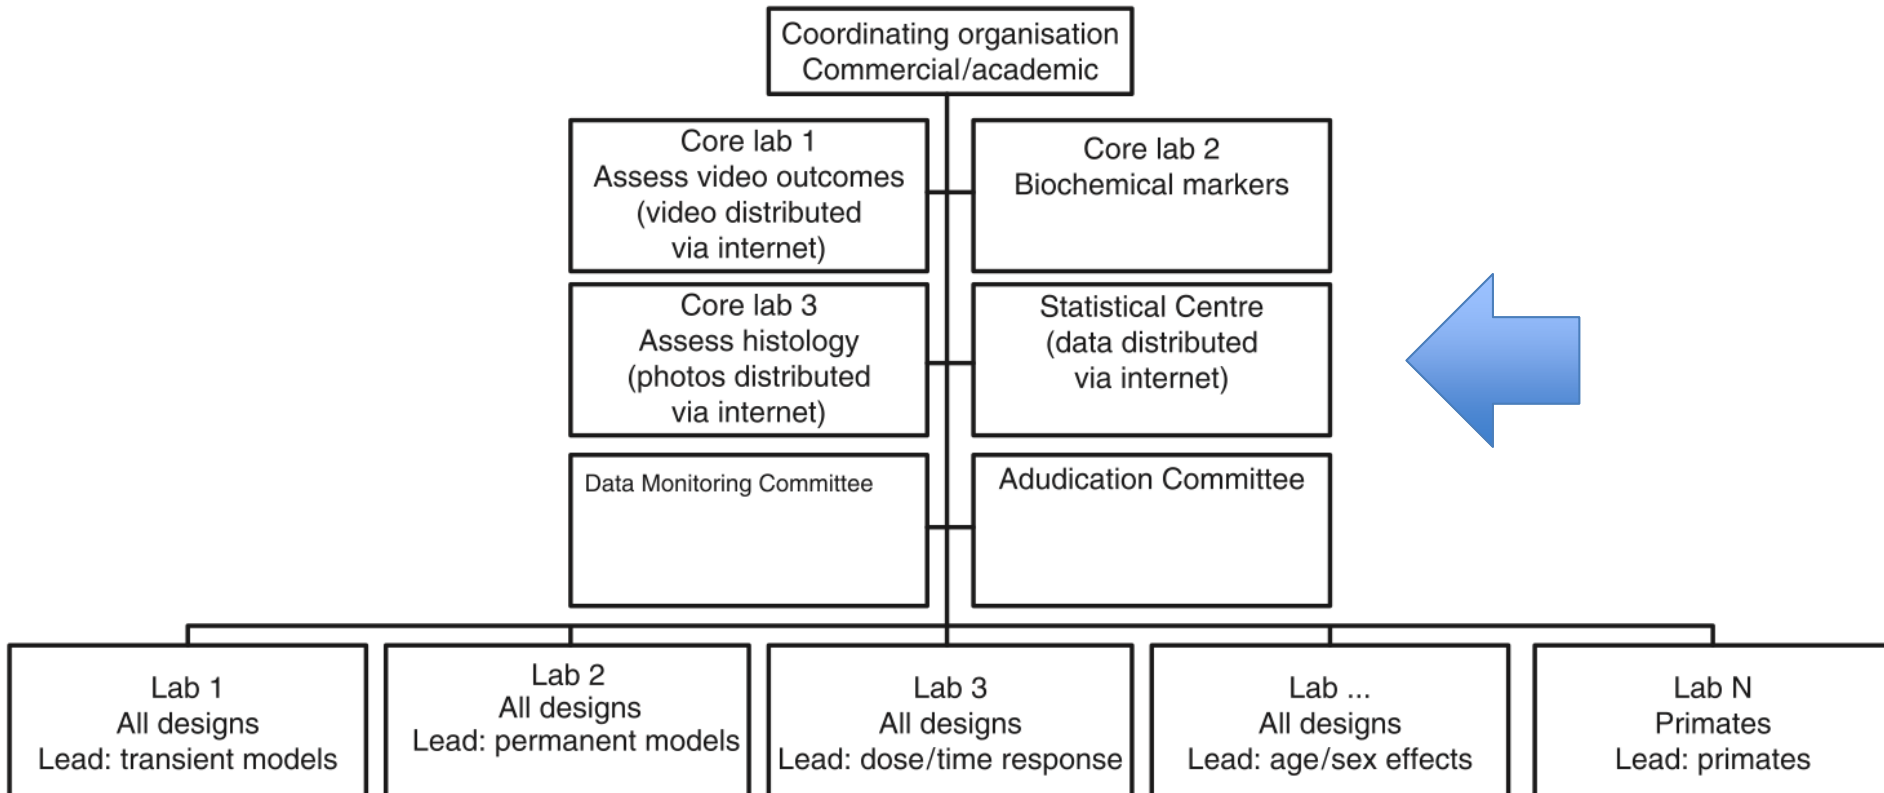 Coordinating organisation
Commercial/academic
Core lab 1
Assess video outcomes
(video distributed
via internet)
Core lab 2
Biochemical markers
Core lab 3
Assess histology
(photos distributed
via internet)
Statistical Centre
(data distributed
via internet)
Data Monitoring Committee
Adudication Committee
Lab 1
All designs
Lead: transient models
Lab 2
All designs
Lead: permanent models
Lab 3
All designs
Lead: dose/time response
Lab ...
All designs
Lead: age/sex effects
Lab N
Primates
Lead: primates